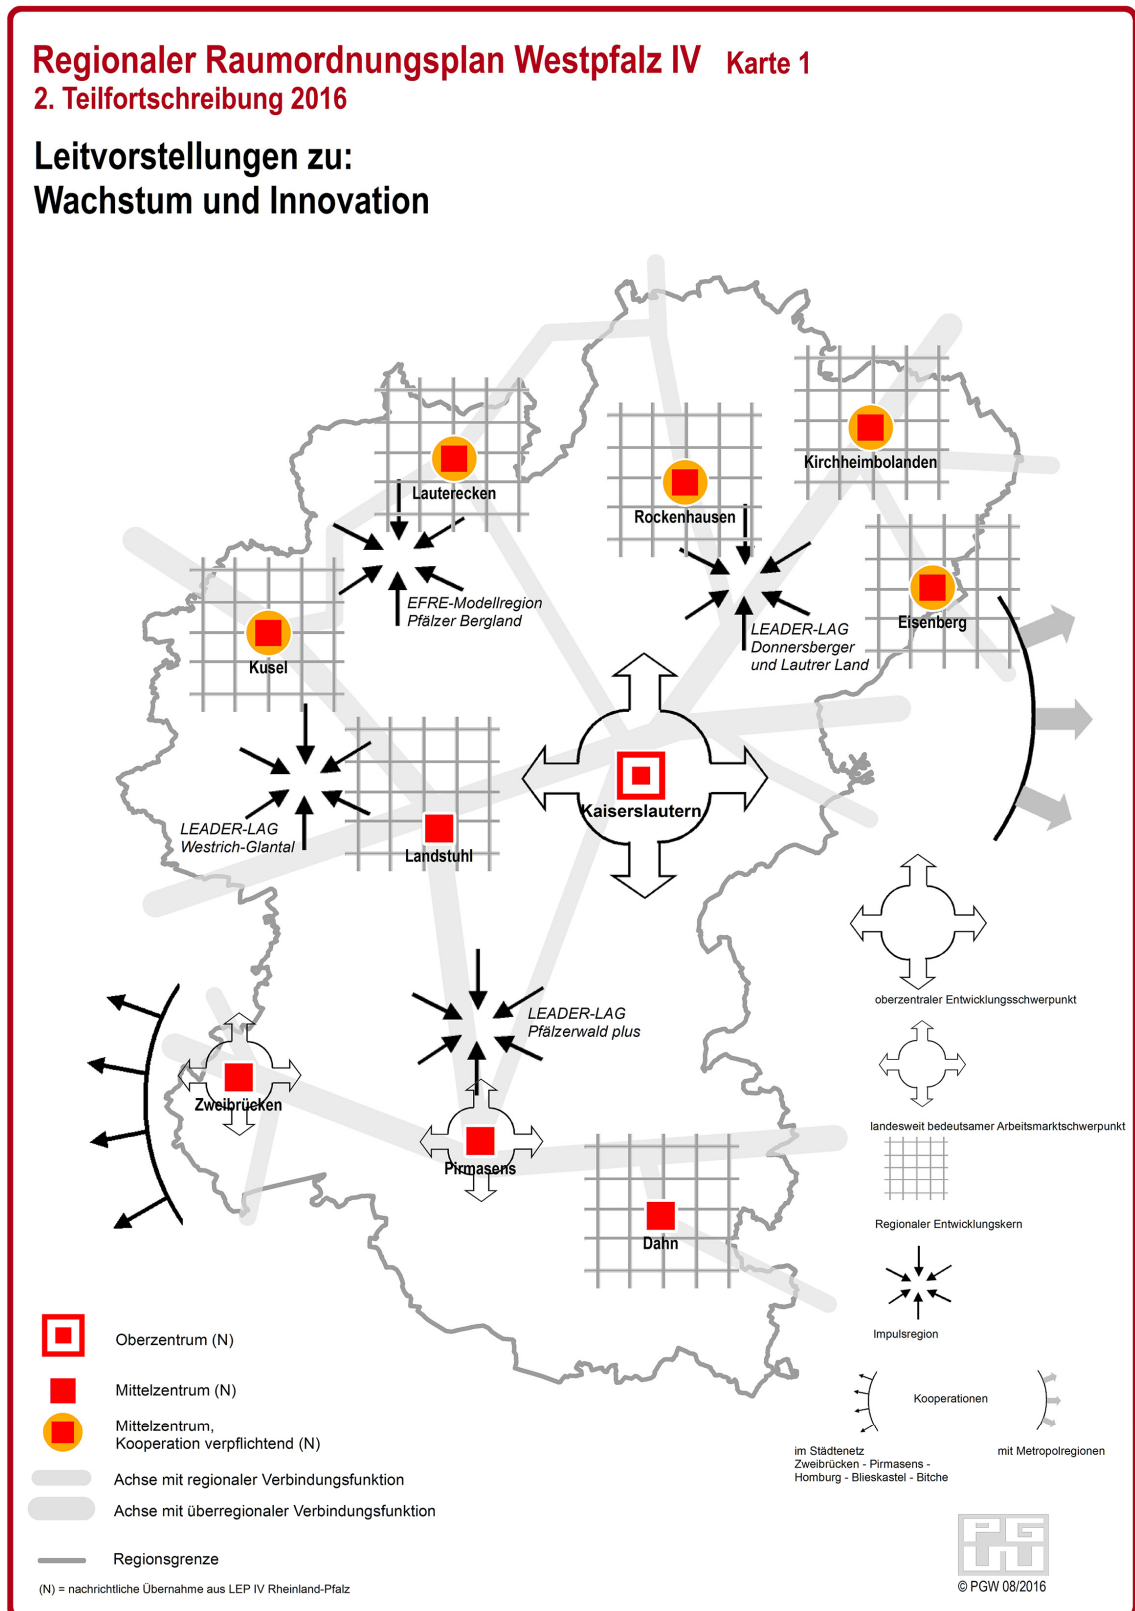 Regionaler Raumordnungsplan Westpfalz IV Karte 1
2. Teilfortschreibung 2016
Leitvorstellungen zu:
Wachstum und Innovation
Kirchheimbolanden
Lauterecken
Rockenhausen
EFRE-Modellregion
Pfälzer Bergland
Eisenberg
LEADER-LAG
Donnersberger
und Lautrer Land
Kusel
Kaiserslautern
LEADER-LAG
Westrich-Glantal
Landstuhl
oberzentraler Entwicklungsschwerpunkt
LEADER-LAG
Pfälzerwald plus
Zweibrücken
landesweit bedeutsamer Arbeitsmarktschwerpunkt
Pirmasens
Regionaler Entwicklungskern
Dahn
Impulsregion
Kooperationen
im Städtenetz
Zweibrücken - Pirmasens -
Homburg - Blieskastel - Bitche
mit Metropolregionen
Oberzentrum (N)
Mittelzentrum (N)
Mittelzentrum,
Kooperation verpflichtend (N)
Achse mit regionaler Verbindungsfunktion
Achse mit überregionaler Verbindungsfunktion
Regionsgrenze
(N) = nachrichtliche Übernahme aus LEP IV Rheinland-Pfalz
PGW
© PGW 08/2016